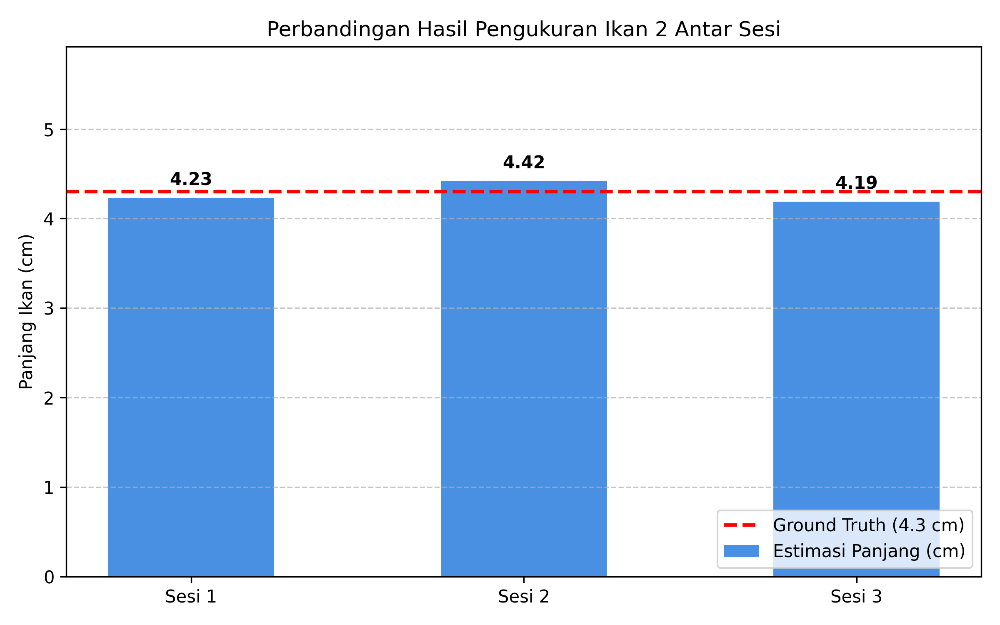 Perbandingan Hasil Pengukuran Ikan 2 Antar Sesi
Panjang Ikan (cm)
5
4
3
2
1
0
4.23
4.42
4.19
Sesi 1
Sesi 2
Sesi 3
Ground Truth (4.3 cm)
Estimasi Panjang (cm)